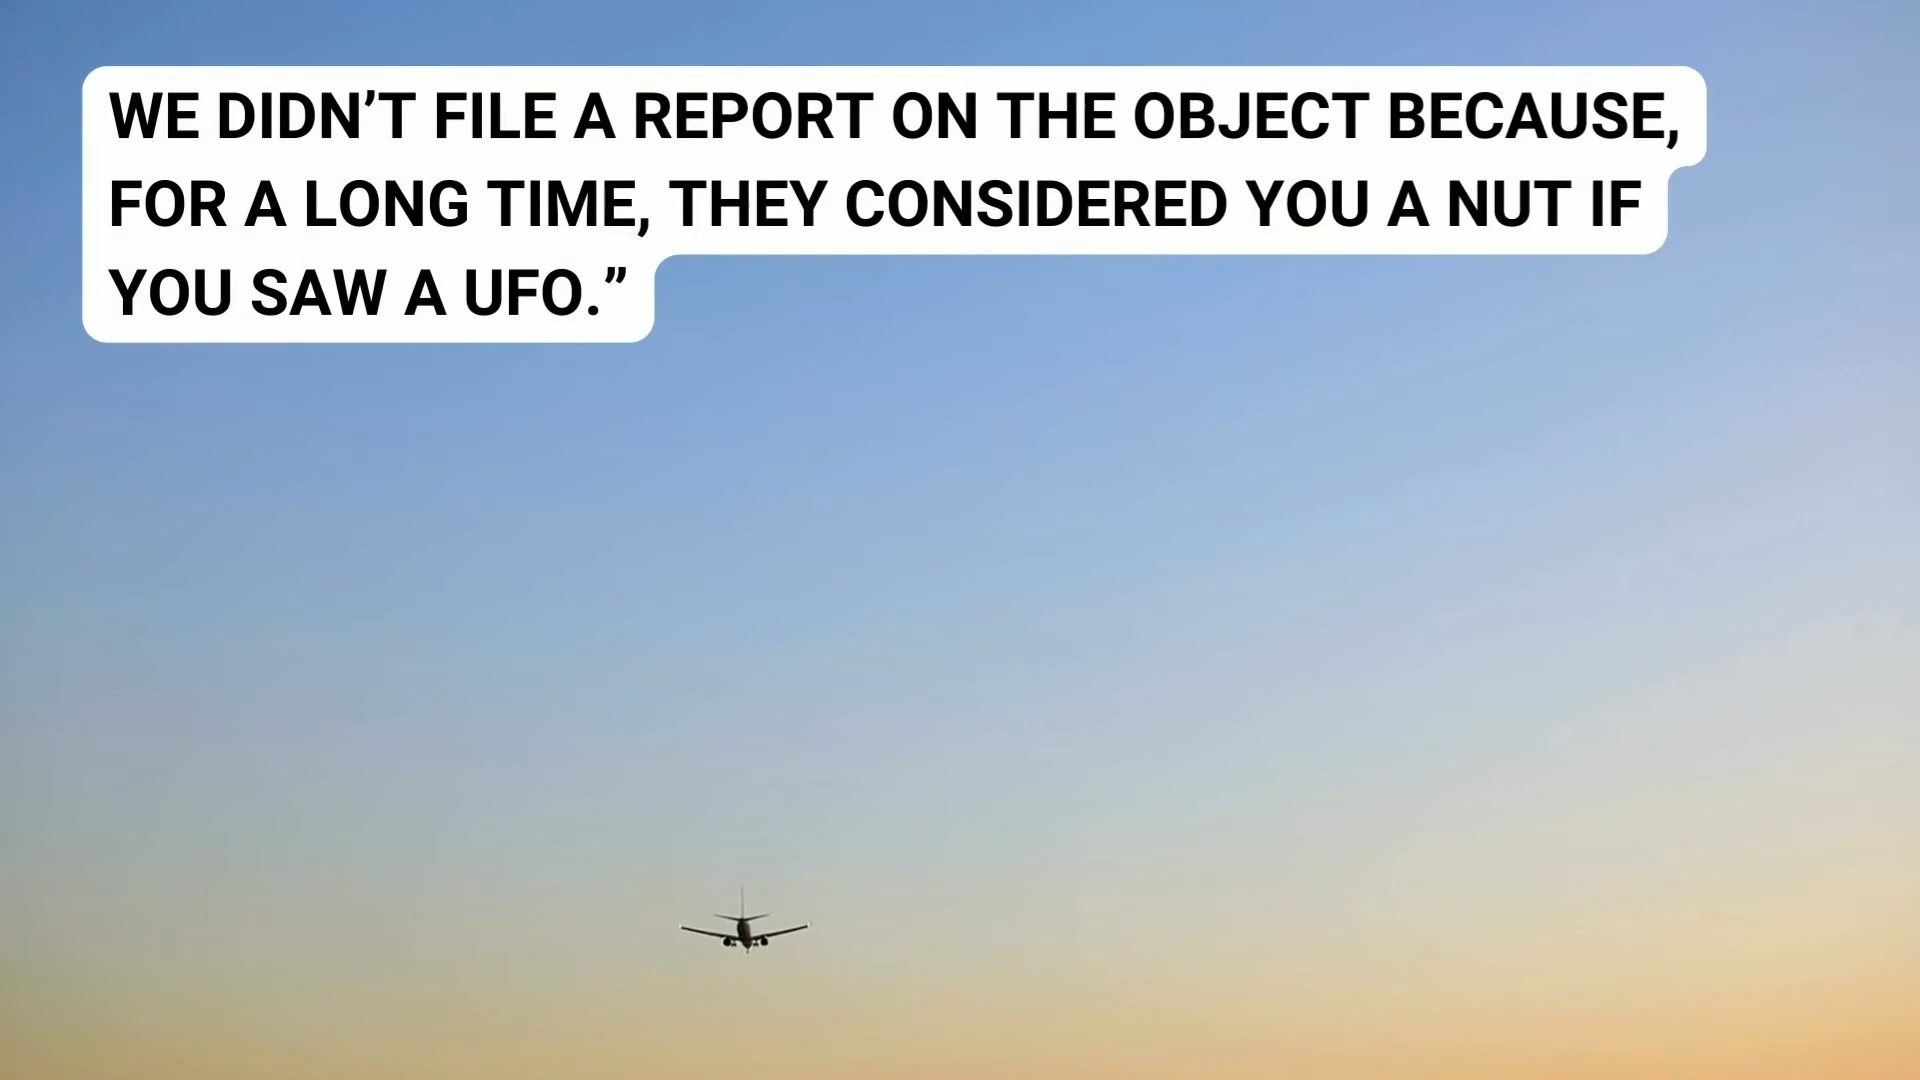 WE DIDN’T FILE A REPORT ON THE OBJECT BECAUSE,
FOR A LONG TIME, THEY CONSIDERED YOU A NUT IF
YOU SAW A UFO.”